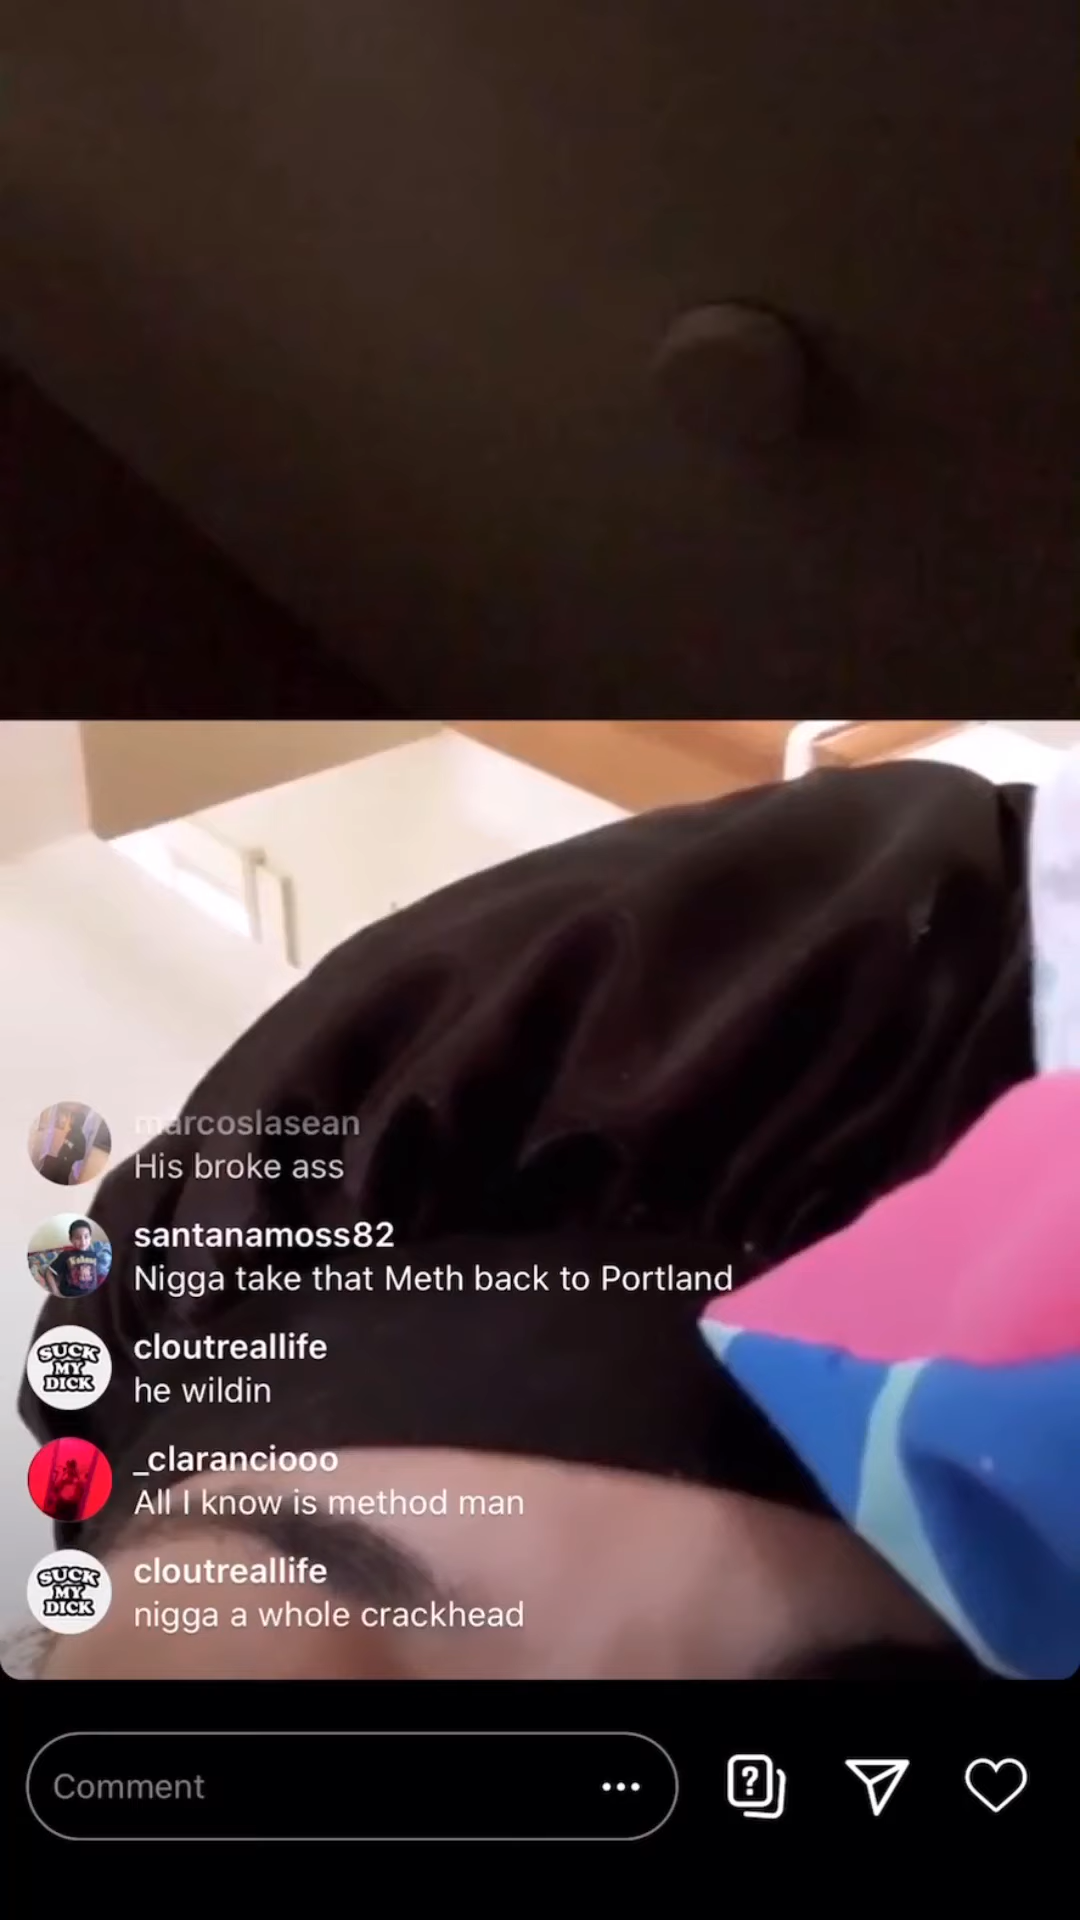 marcoslasean
His broke ass
santanamoss82
Nigga take that Meth back to Portland
SUCK
MY
DICK
cloutreallife
he wildin
_claranciooo
All I know is method man
SUCK
MY
DICK
cloutreallife
nigga a whole crackhead
Comment
?